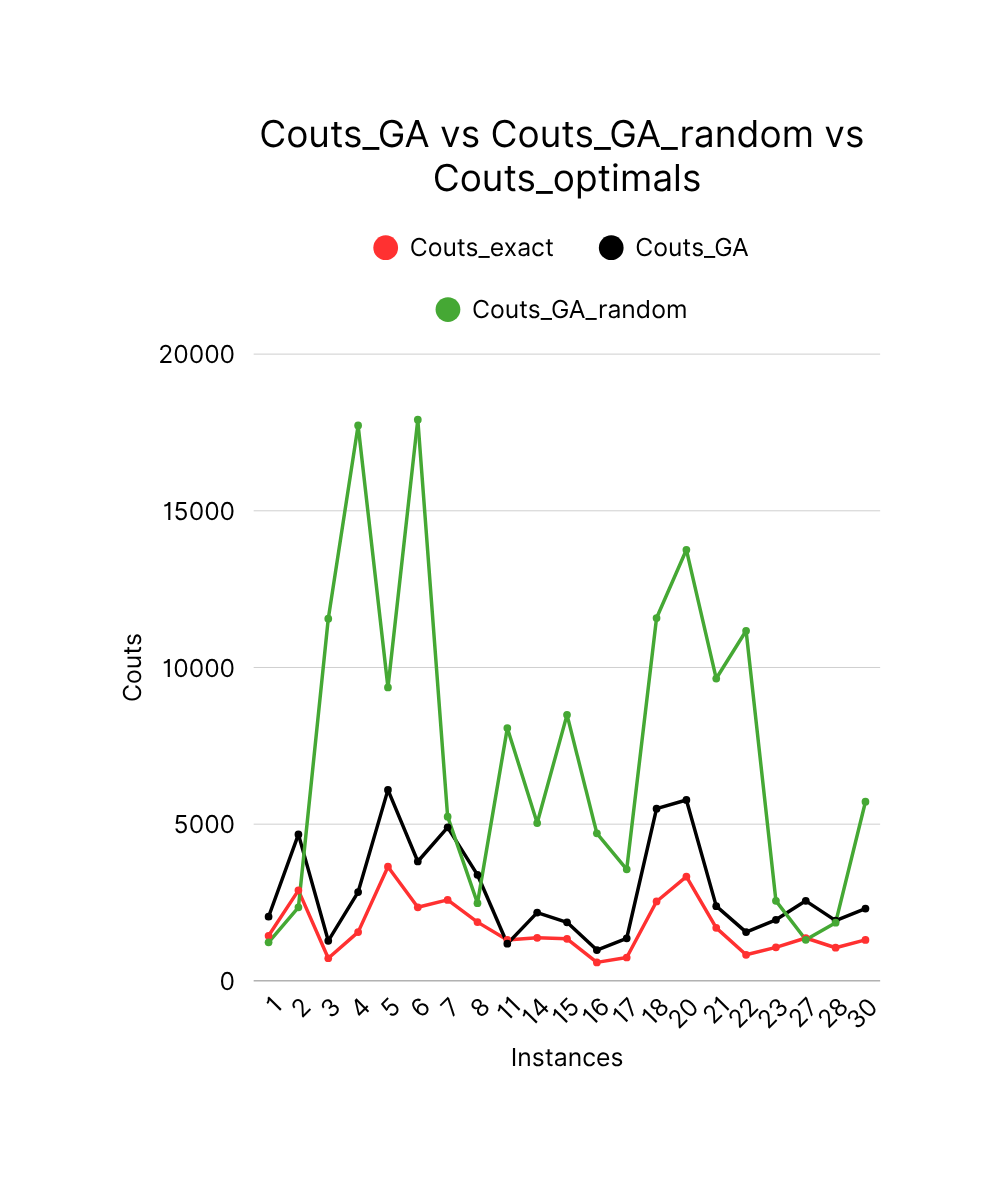 Couts_GA vs Couts_GA_random vs
Couts_optimals
Couts_exact
Couts_GA
Couts_GA_random
20000
15000
10000
5000
0
Couts
1 2 3 4 5 6 7 8 11 14 15 16 17 18 20 21 22 23 27 28 30
Instances